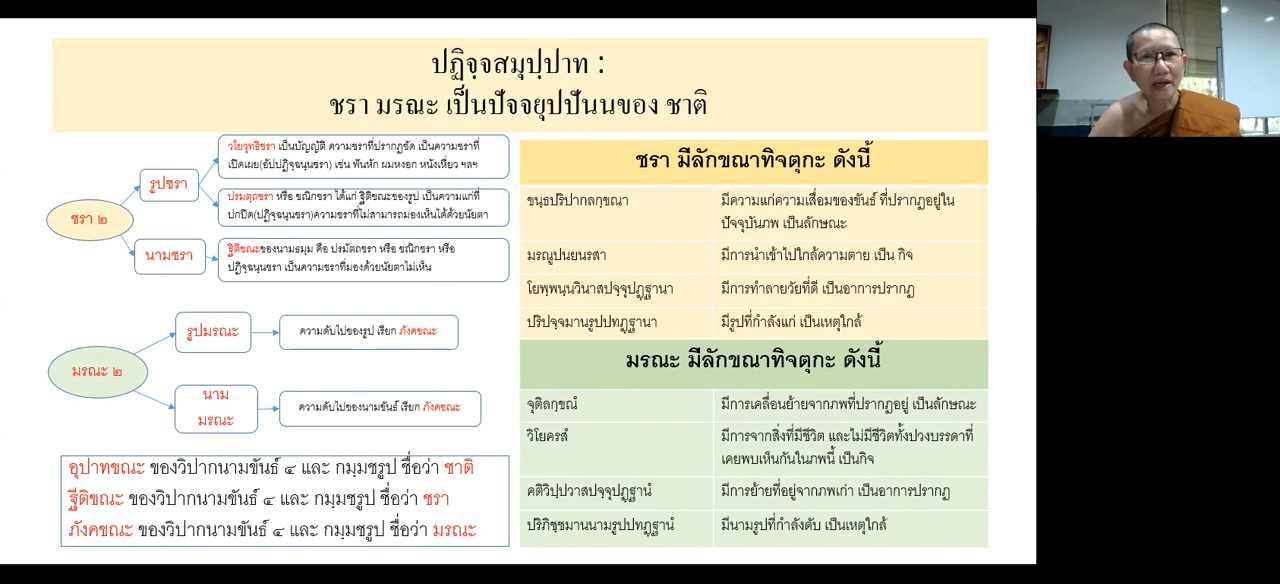 ปฏิจฺจสมุปฺปาท :
ชรา มรณะ เป็นปัจจยุปปันนของ ชาติ
ชรา ๒
รูปชรา
วโยวุทธิชรา เป็นบัญญัติ ความชราที่ปรากฏชัด เป็นความชราที่
เปิดเผย(อัปปฏิจฺฉนฺนชรา) เช่น ฟันหัก ผมหงอก หนังเหี่ยว ฯลฯ
ปรมตฺถชรา หรือ ขณิกชรา ได้แก่ ฐิติขณะของรูป เป็นความแก่ที่
ปกปิด(ปฏิจฺฉนฺนชรา)ความชราที่ไม่สามารถมองเห็นได้ด้วยนัยตา
นามชรา
ฐิติขณะของนามธมฺม คือ ปรมัตถชรา หรือ ขณิกชรา หรือ
ปฏิจฺฉนฺนชรา เป็นความชราที่มองด้วยนัยตาไม่เห็น
มรณะ ๒
รูปมรณะ
ความดับไปของรูป เรียก ภังคขณะ
นาม
มรณะ
ความดับไปของนามขันธ์ เรียก ภังคขณะ
อุปาทขณะ ของวิปากนามขันธ์ ๔ และ กมฺมชรูป ชื่อว่า ชาติ
ฐีติขณะ ของวิปากนามขันธ์ ๔ และ กมฺมชรูป ชื่อว่า ชรา
ภังคขณะ ของวิปากนามขันธ์ ๔ และ กมฺมชรูป ชื่อว่า มรณะ
ชรา มีลักขณาทิจตุกะ ดังนี้
ขนฺธปริปากลกฺขณา มีความแก่ความเสื่อมของขันธ์ ที่ปรากฏอยู่ใน
ปัจจุบันภพ เป็นลักษณะ
มรณูปนยนรสา มีการนำเข้าไปใกล้ความตาย เป็น กิจ
โยพฺพนฺนวินาสปจฺจุปฏฺฐานา มีการทำลายวัยที่ดี เป็นอาการปรากฏ
ปริปจฺจมานรูปปทฏฺฐานา มีรูปที่กำลังแก่ เป็นเหตุใกล้
มรณะ มีลักขณาทิจตุกะ ดังนี้
จุติลกฺขณํ มีการเคลื่อนย้ายจากภพที่ปรากฏอยู่ เป็นลักษณะ
วิโยครสํ มีการจากสิ่งที่มีชีวิต และไม่มีชีวิตทั้งปวงบรรดาที่
เคยพบเห็นกันในภพนี้ เป็นกิจ
คติวิปฺปวาสปจฺจุปฏฺฐานํ มีการย้ายที่อยู่จากภพเก่า เป็นอาการปรากฏ
ปริภิชฺชมานนามรูปปทฏฺฐานํ มีนามรูปที่กำลังดับ เป็นเหตุใกล้